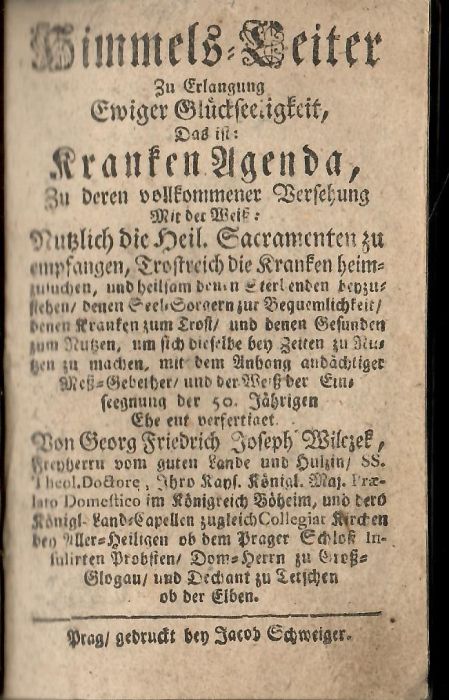 Himmels-Leiter
Zu Erlangung
Ewiger Glückseeligkeit,
Das ist:
Kranken Agenda,
Zu deren vollkommener Versehung
Mit der Weiß:
Nutzlich die Heil. Sacramenten zu
empfangen, Trostreich die Kranken heim-
zusuchen, und heilsam denen Sterbenden beyzu-
stehen/ denen Seel-Sorgern zur Bequemlichkeit/
denen Kranken zum Trost/ und denen Gesunden
zum Nutzen, um sich dieselbe bey Zeiten zu Nu-
tzen zu machen, mit dem Anhang andächtiger
Meß-Gebether/ und der Weiß der Ein-
seegnung der 50. Jährigen
Ehe verfertiget.
Von Georg Friedrich Joseph Wilczek,
Freyherrn vom guten Lande und Hulzin/ SS.
Theol. Doctore, Ihro Kays. Königl. Maj. Præ-
lato Domestico im Königreich Böheim, und dero
Königl. Land-Capellen zugleich Collegiat Kirchen
bey Aller-Heiligen ob dem Prager Schloß In-
sulirten Probsten/ Dom-Herrn zu Groß-
Glogau/ und Dechant zu Tetschen
ob der Elben.
Prag/ gedruckt bey Jacob Schweiger.